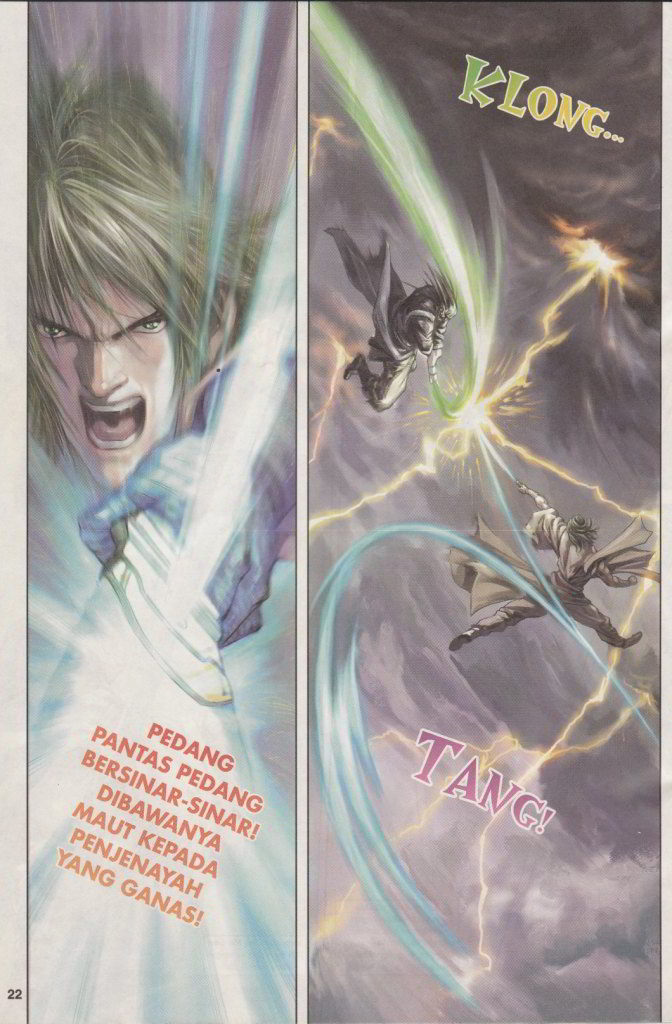 PEDANG
PANTAS PEDANG
BERSINAR-SINAR!
DIBAWANYA
MAUT KEPADA
PENJENAYAH
YANG GANAS!
KLONG...
TANG!
22